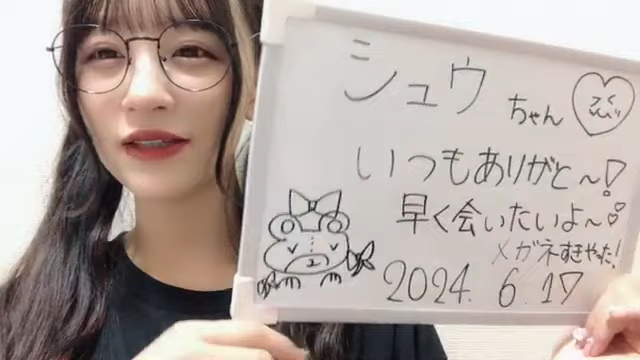 シュウ ちゃん
いつもありがと〜!
早く会いたいよ〜
メガネすきやった!
2024. 6. 17